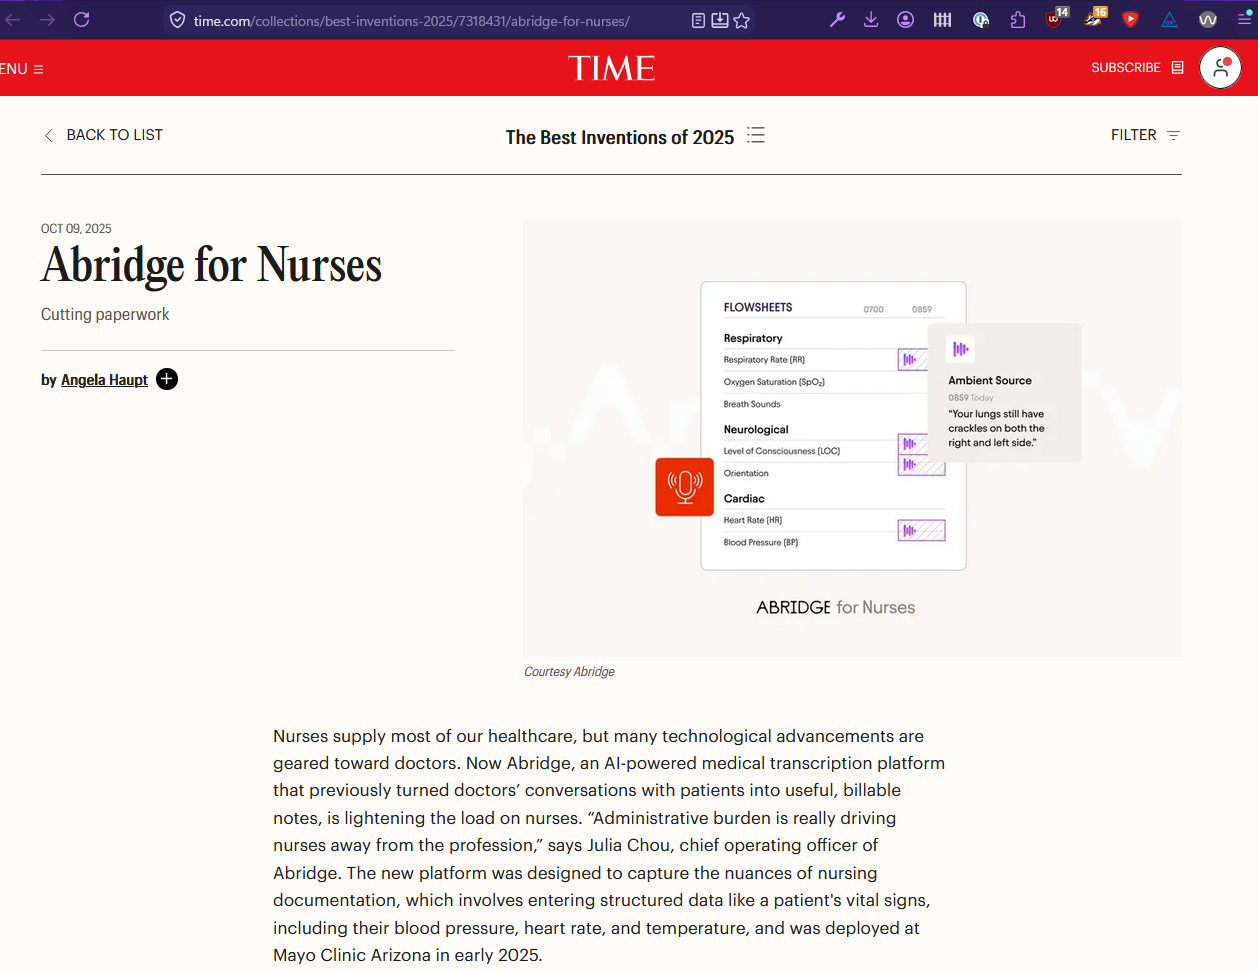 time.com/collections/best-inventions-2025/7318431/abridge-for-nurses/
14
16
ENU
TIME
SUBSCRIBE
BACK TO LIST
The Best Inventions of 2025
FILTER
OCT 09, 2025
Abridge for Nurses
Cutting paperwork
by Angela Haupt
FLOWSHEETS 0700 0859
Respiratory
Respiratory Rate (RR)
Oxygen Saturation (SpO₂)
Breath Sounds
Neurological
Level of Consciousness (LOC)
Orientation
Cardiac
Heart Rate (HR)
Blood Pressure (BP)
Ambient Source
0859 Today
“Your lungs still have
crackles on both the
right and left side.”
ABRIDGE for Nurses
Courtesy Abridge
Nurses supply most of our healthcare, but many technological advancements are
geared toward doctors. Now Abridge, an AI-powered medical transcription platform
that previously turned doctors’ conversations with patients into useful, billable
notes, is lightening the load on nurses. “Administrative burden is really driving
nurses away from the profession,” says Julia Chou, chief operating officer of
Abridge. The new platform was designed to capture the nuances of nursing
documentation, which involves entering structured data like a patient's vital signs,
including their blood pressure, heart rate, and temperature, and was deployed at
Mayo Clinic Arizona in early 2025.